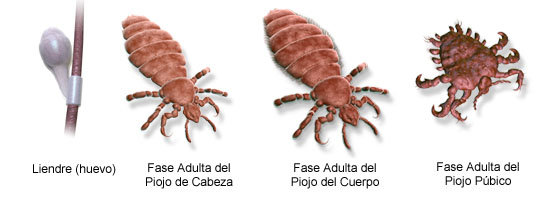 Liendre (huevo)
Fase Adulta del
Piojo de Cabeza
Fase Adulta del
Piojo del Cuerpo
Fase Adulta del
Piojo Púbico